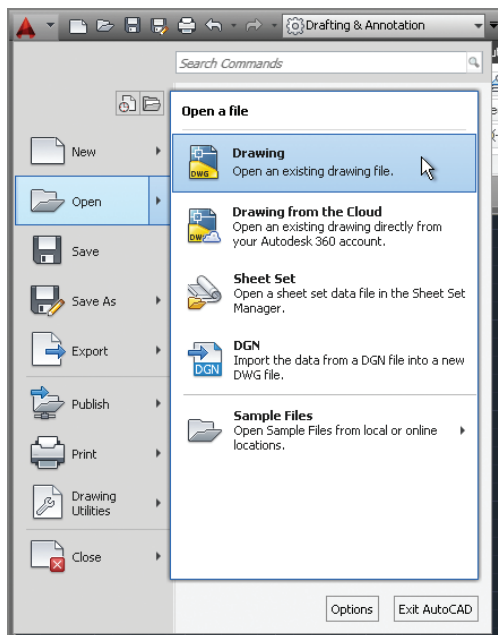 Drafting & Annotation
Search Commands
Open a file
New
Open
Save
Save As
Export
Publish
Print
Drawing
Utilities
Close
Drawing
Open an existing drawing file.
Drawing from the Cloud
Open an existing drawing directly from
your Autodesk 360 account.
Sheet Set
Open a sheet set data file in the Sheet Set
Manager.
DGN
Import the data from a DGN file into a new
DWG file.
Sample Files
Open Sample Files from local or online
locations.
DWG
DWG
DGN
Options
Exit AutoCAD